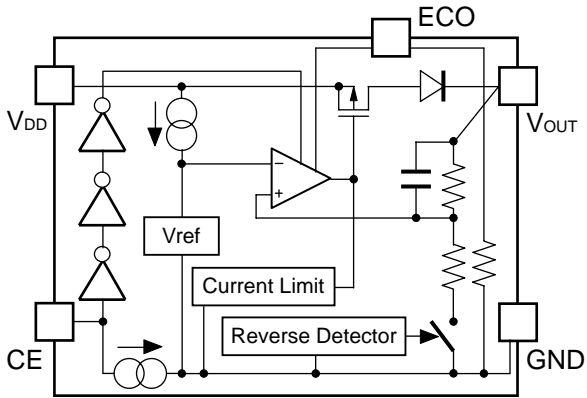 ECO
VDD
VOUT
−
+
Vref
Current Limit
Reverse Detector
CE
GND